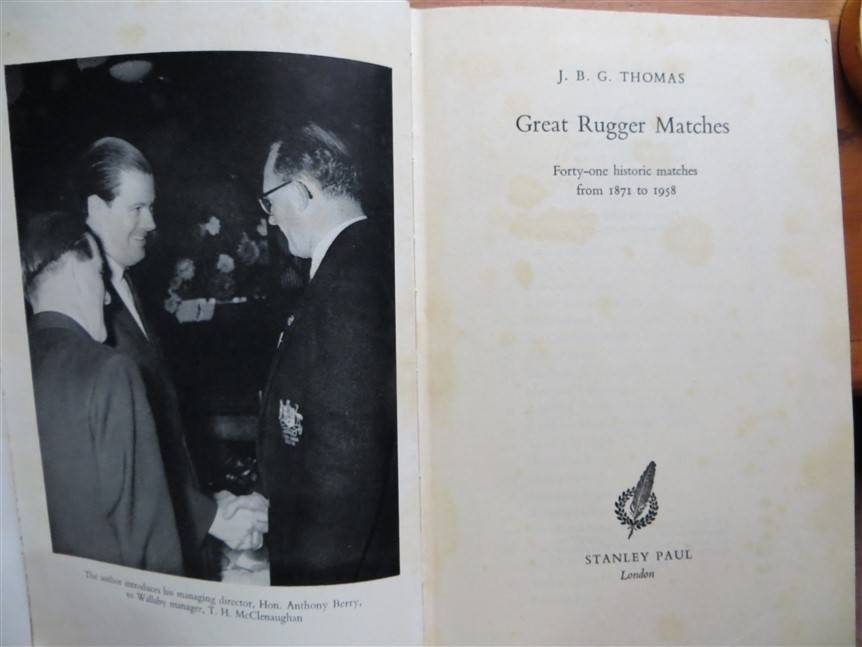 The author introduces his managing director, Hon. Anthony Berry,
to Wallaby manager, T. H. McClenaughan
J. B. G. THOMAS
Great Rugger Matches
Forty-one historic matches
from 1871 to 1958
STANLEY PAUL
London